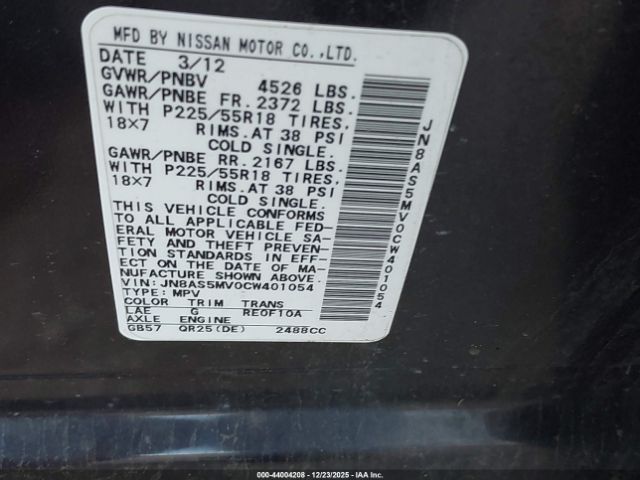 MFD BY NISSAN MOTOR CO.,LTD.
DATE 3/12
GVWR/PNBV 4526 LBS.
GAWR/PNBE FR. 2372 LBS.
WITH P225/55R18 TIRES,
18X7 RIMS.AT 38 PSI
COLD SINGLE.
GAWR/PNBE RR. 2167 LBS.
WITH P225/55R18 TIRES,
18X7 RIMS.AT 38 PSI
COLD SINGLE.
THIS VEHICLE CONFORMS
TO ALL APPLICABLE FED-
ERAL MOTOR VEHICLE SA-
FETY AND THEFT PREVEN-
TION STANDARDS IN EFF-
ECT ON THE DATE OF MA-
NUFACTURE SHOWN ABOVE.
VIN: JN8AS5MV0CW401054
TYPE: MPV
COLOR TRIM TRANS
LAE G RE0F10A
AXLE ENGINE
GB57 QR25(DE) 2488CC
JN8AS5MV0CW401054
000-44004208 - 12/23/2025 - IAA Inc.